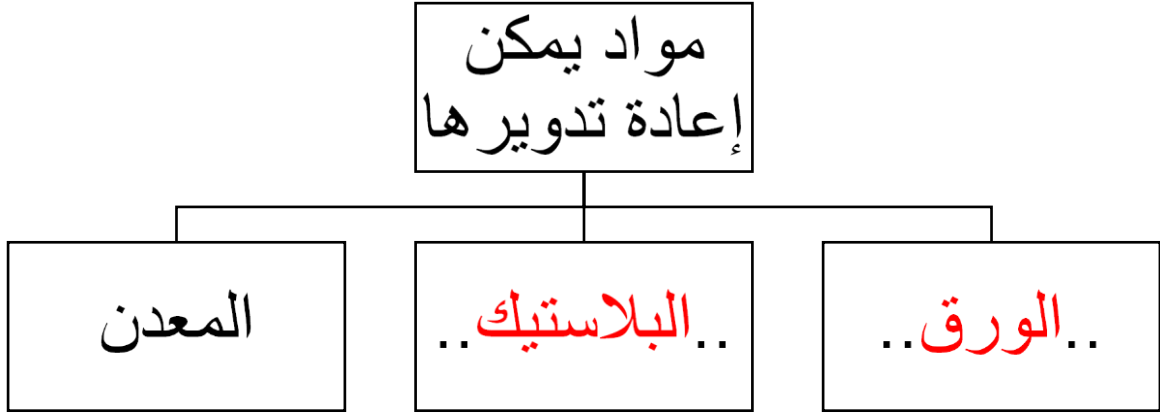 مواد يمكن
إعادة تدويرها
..الورق..
..البلاستيك..
المعدن